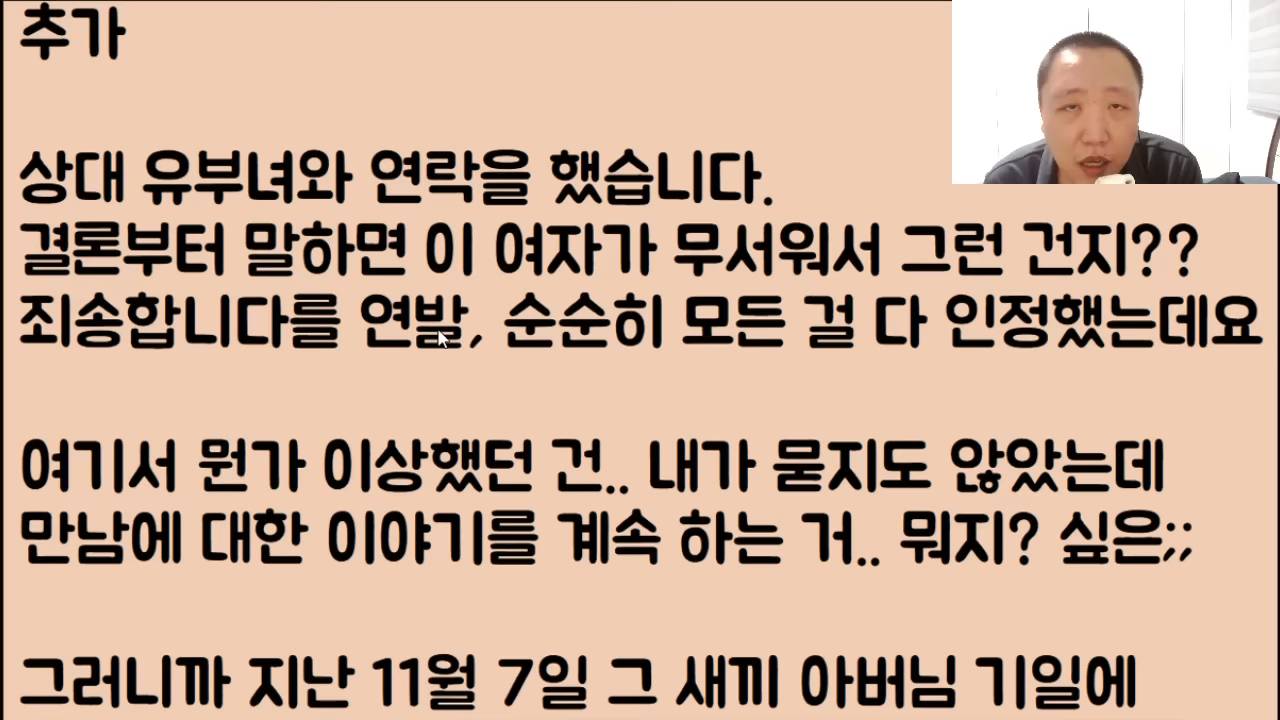 추가
상대 유부녀와 연락을 했습니다.
결론부터 말하면 이 여자가 무서워서 그런 건지??
죄송합니다를 연발, 순순히 모든 걸 다 인정했는데요
여기서 뭔가 이상했던 건.. 내가 묻지도 않았는데
만남에 대한 이야기를 계속 하는 거.. 뭐지? 싶은;;
그러니까 지난 11월 7일 그 새끼 아버님 기일에